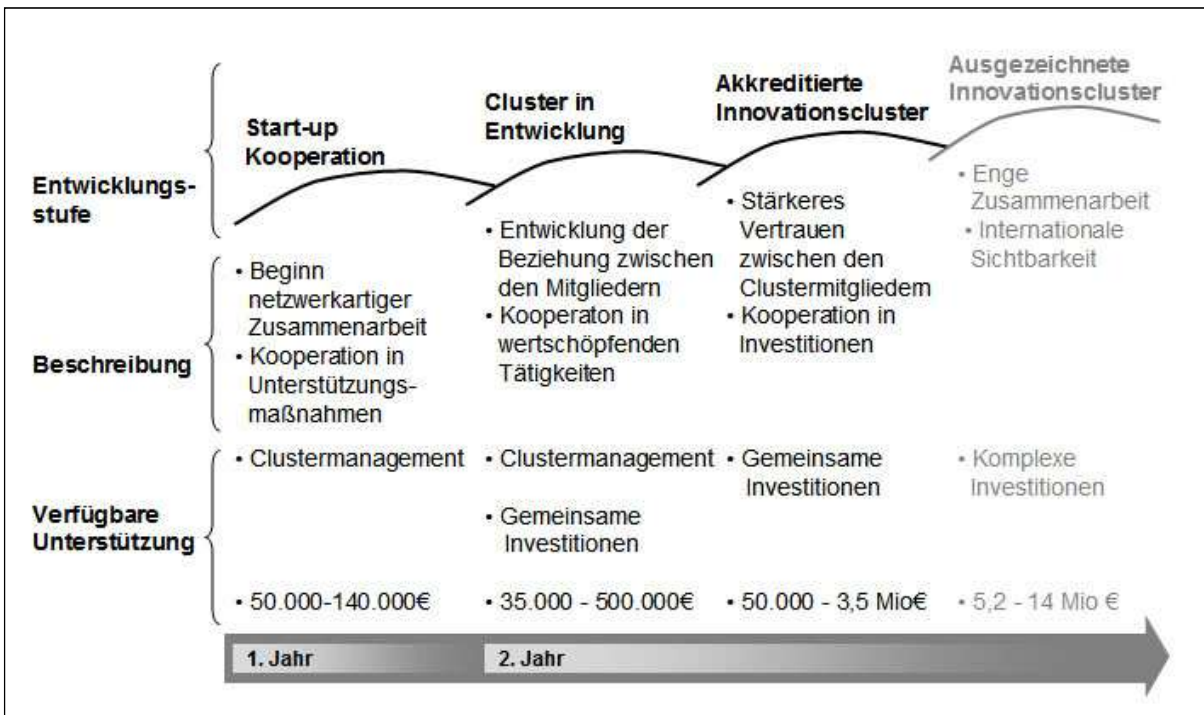 Entwicklungs-
stufe
Start-up
Kooperation
Cluster in
Entwicklung
Akkreditierte
Innovationscluster
Ausgezeichnete
Innovationscluster
Beschreibung
• Beginn
netzwerkartiger
Zusammenarbeit
• Kooperation in
Unterstützungs-
maßnahmen
• Entwicklung der
Beziehung zwischen
den Mitgliedern
• Kooperaton in
wertschöpfenden
Tätigkeiten
• Stärkeres
Vertrauen
zwischen den
Clustermitgliedern
• Kooperation in
Investitionen
• Enge
Zusammenarbeit
• Internationale
Sichtbarkeit
Verfügbare
Unterstützung
• Clustermanagement
• Clustermanagement
• Gemeinsame
Investitionen
• Gemeinsame
Investitionen
• Komplexe
Investitionen
• 50.000-140.000€
• 35.000 - 500.000€
• 50.000 - 3,5 Mio€
• 5,2 - 14 Mio €
1. Jahr
2. Jahr